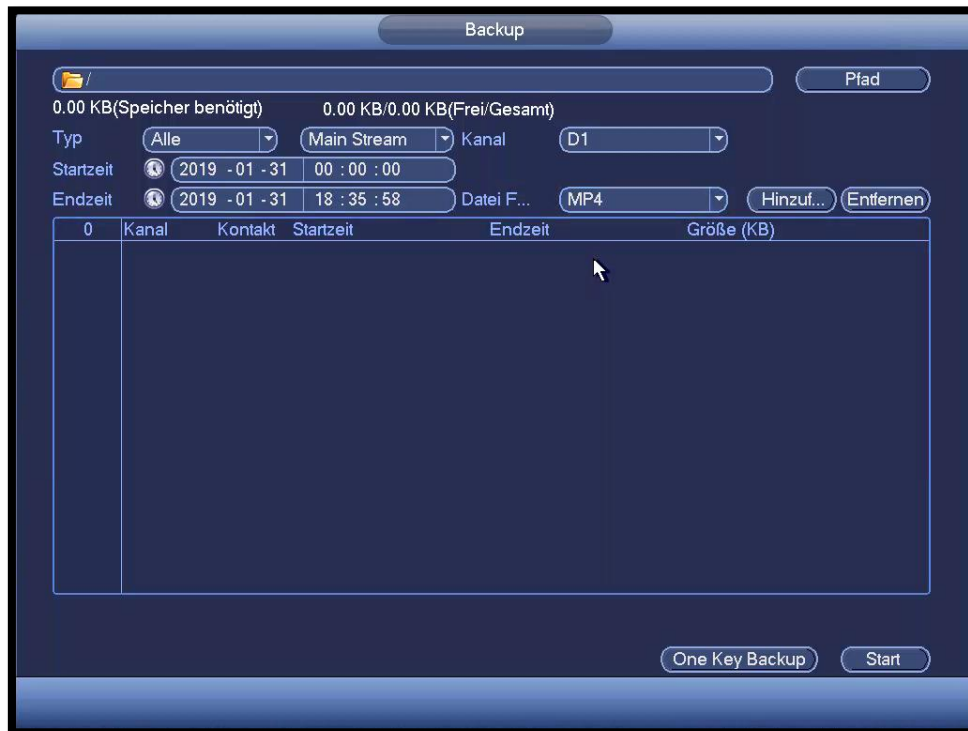 Backup
/ Pfad
0.00 KB(Speicher benötigt) 0.00 KB/0.00 KB(Frei/Gesamt)
Typ Alle Main Stream Kanal D1
Startzeit 2019 -01 -31 00 :00 :00
Endzeit 2019 -01 -31 18 :35 :58 Datei F... MP4 Hinzuf... Entfernen
0 Kanal Kontakt Startzeit Endzeit Größe (KB)
One Key Backup Start